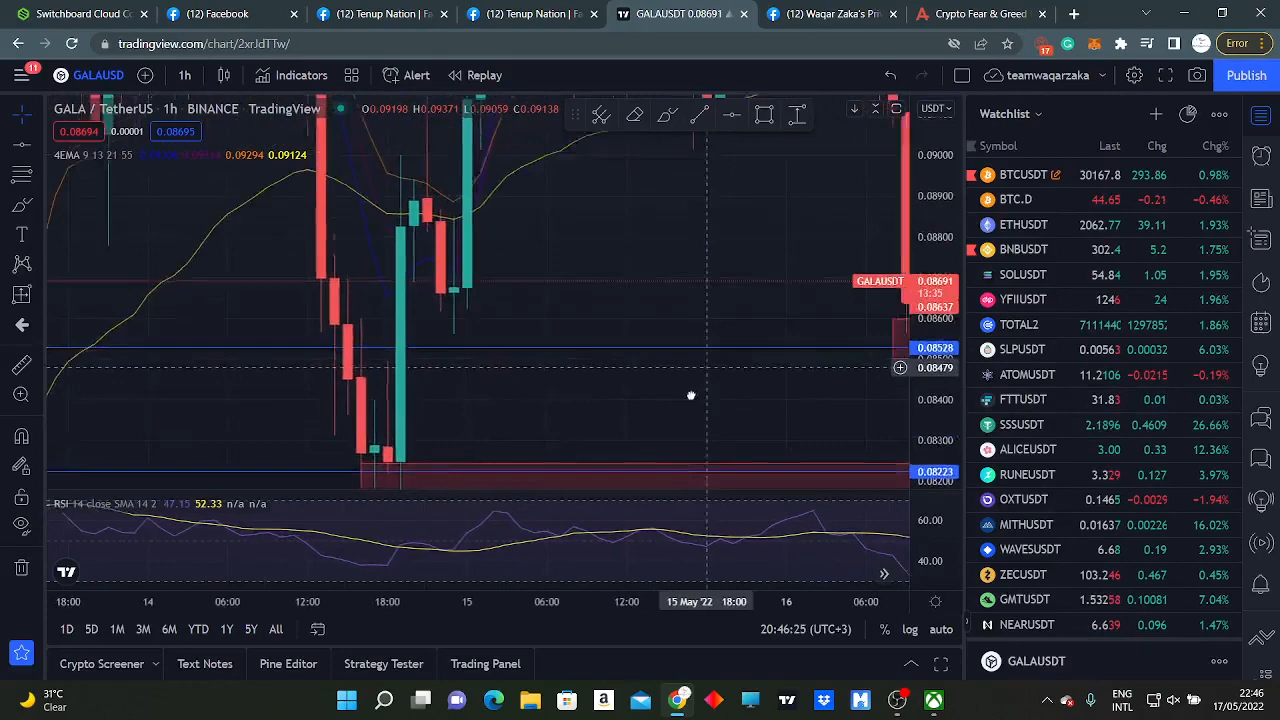 Switchboard Cloud Co
(12) Facebook
(12) Tenup Nation | Fa
(12) Tenup Nation | Fa
GALAUSDT 0.08691
(12) Waqar Zaka's Pri
Crypto Fear & Greed
tradingview.com/chart/2xrJdTTw/
17
Error
11
GALAUSD
1h
Indicators
Alert
Replay
teamwaqarzaka
Publish
GALA / TetherUS · 1h · BINANCE · TradingView
O0.09198 H0.09371 L0.09059 C0.09138
USDT
0.08694
0.00001
0.08695
4EMA 9 13 21 55
0.09294 0.09124
0.09000
0.08900
0.08800
GALAUSDT
0.08691
13:35
0.08637
0.08600
0.08528
0.08479
0.08400
0.08300
0.08223
0.08200
RSI 14 close SMA 14 2 47.15 52.33 n/a n/a
60.00
40.00
18:00
14
06:00
12:00
18:00
15
06:00
12:00
15 May '22 18:00
16
06:00
1D
5D
1M
3M
6M
YTD
1Y
5Y
All
20:46:25 (UTC+3)
%
log
auto
Crypto Screener
Text Notes
Pine Editor
Strategy Tester
Trading Panel
Watchlist
Symbol Last Chg Chg%
BTCUSDT 30167.8 293.86 0.98%
BTC.D 44.65 −0.21 −0.46%
ETHUSDT 2062.77 39.11 1.93%
BNBUSDT 302.4 5.2 1.75%
SOLUSDT 54.84 1.05 1.95%
YFIIUSDT 1246 24 1.96%
TOTAL2 7111440 1297852 1.86%
SLPUSDT 0.00563 0.00032 6.03%
ATOMUSDT 11.2106 −0.0215 −0.19%
FTTUSDT 31.83 0.01 0.03%
SSSUSDT 2.1896 0.4609 26.66%
ALICEUSDT 3.00 0.33 12.36%
RUNEUSDT 3.329 0.127 3.97%
OXTUSDT 0.1465 −0.0029 −1.94%
MITHUSDT 0.01637 0.00226 16.02%
WAVESUSDT 6.68 0.19 2.93%
ZECUSDT 103.246 0.467 0.45%
GMTUSDT 1.53258 0.10081 7.04%
NEARUSDT 6.639 0.096 1.47%
GALAUSDT
31°C
Clear
ENG
INTL
22:46
17/05/2022